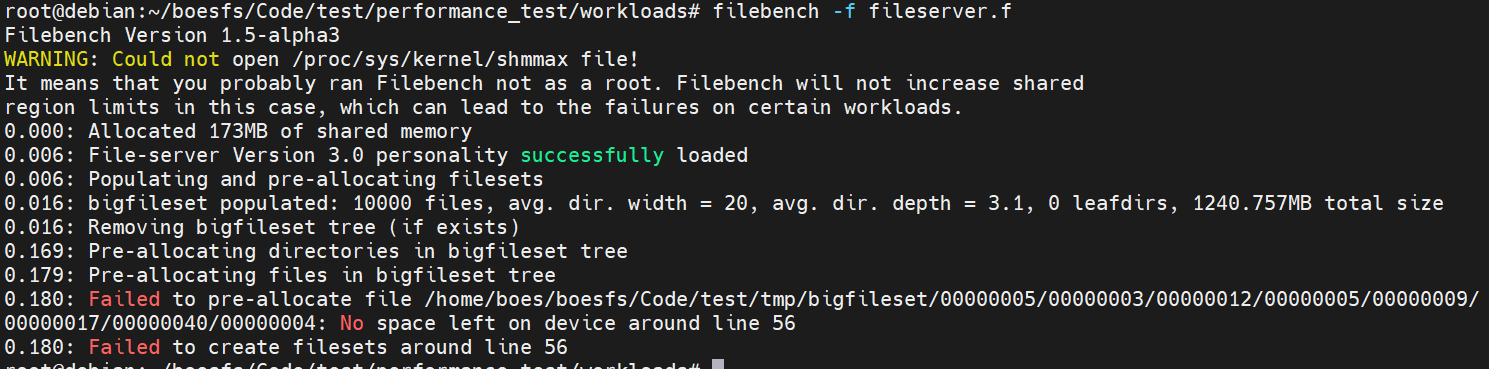 root@debian:~/boesfs/Code/test/performance_test/workloads# filebench -f fileserver.f
Filebench Version 1.5-alpha3
WARNING: Could not open /proc/sys/kernel/shmmax file!
It means that you probably ran Filebench not as a root. Filebench will not increase shared
region limits in this case, which can lead to the failures on certain workloads.
0.000: Allocated 173MB of shared memory
0.006: File-server Version 3.0 personality successfully loaded
0.006: Populating and pre-allocating filesets
0.016: bigfileset populated: 10000 files, avg. dir. width = 20, avg. dir. depth = 3.1, 0 leafdirs, 1240.757MB total size
0.016: Removing bigfileset tree (if exists)
0.169: Pre-allocating directories in bigfileset tree
0.179: Pre-allocating files in bigfileset tree
0.180: Failed to pre-allocate file /home/boes/boesfs/Code/test/tmp/bigfileset/00000005/00000003/00000012/00000005/00000009/
00000017/00000040/00000004: No space left on device around line 56
0.180: Failed to create filesets around line 56
root@debian:~/boesfs/Code/test/performance_test/workloads#